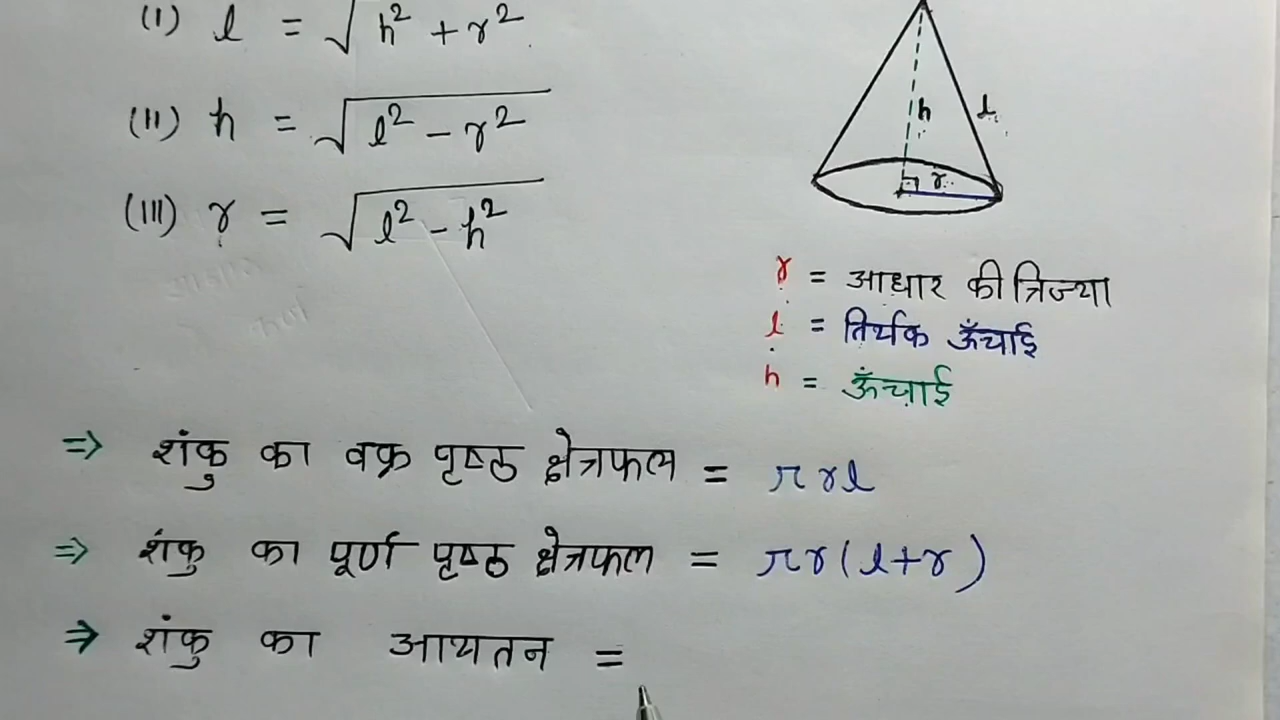 (I) l = √h² + r²
(II) h = √l² - r²
(III) r = √l² - h²
h
l
r
r = आधार की त्रिज्या
l = तिर्यक ऊँचाई
h = ऊँचाई
⇒ शंकु का वक्र पृष्ठ क्षेत्रफल = πrl
⇒ शंकु का पूर्ण पृष्ठ क्षेत्रफल = πr(l+r)
⇒ शंकु का आयतन =